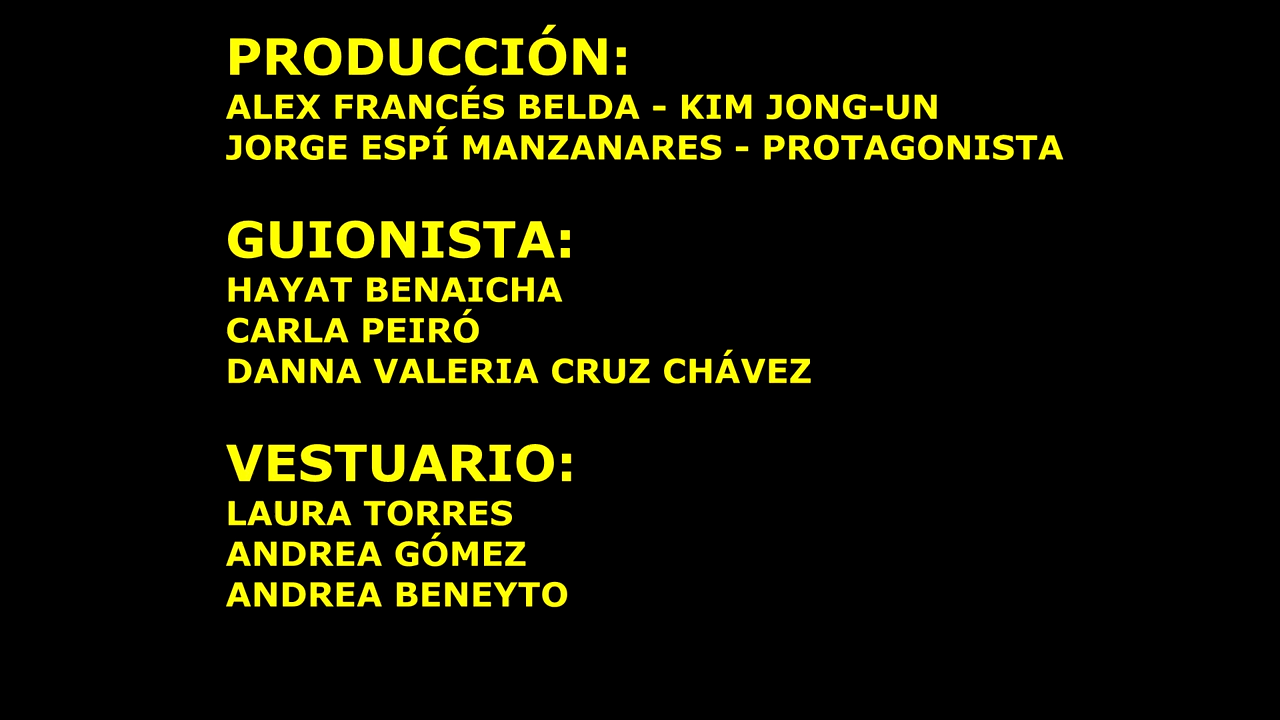 PRODUCCIÓN:
ALEX FRANCÉS BELDA - KIM JONG-UN
JORGE ESPÍ MANZANARES - PROTAGONISTA
GUIONISTA:
HAYAT BENAICHA
CARLA PEIRÓ
DANNA VALERIA CRUZ CHÁVEZ
VESTUARIO:
LAURA TORRES
ANDREA GÓMEZ
ANDREA BENEYTO